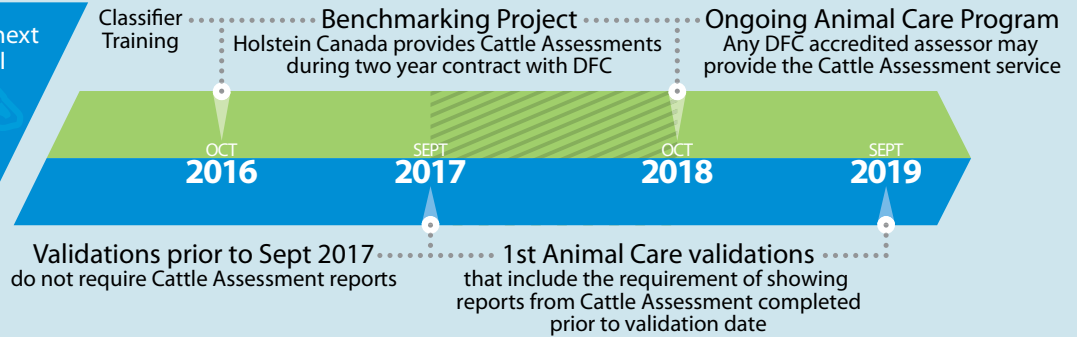 next
Classifier
Training
Benchmarking Project
Holstein Canada provides Cattle Assessments
during two year contract with DFC
Ongoing Animal Care Program
Any DFC accredited assessor may
provide the Cattle Assessment service
OCT
2016
SEPT
2017
OCT
2018
SEPT
2019
Validations prior to Sept 2017
do not require Cattle Assessment reports
1st Animal Care validations
that include the requirement of showing
reports from Cattle Assessment completed
prior to validation date